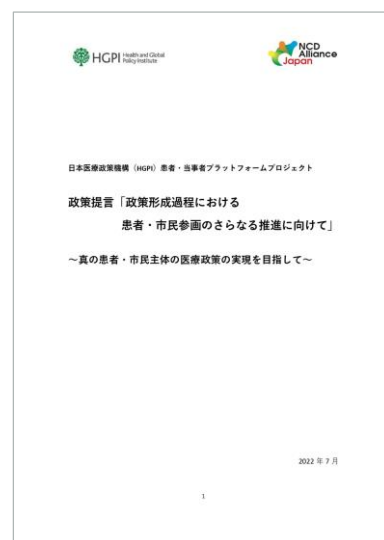 HGPI Health and Global
Policy Institute
NCD
Alliance
Japan
日本医療政策機構（HGPI）患者・当事者プラットフォームプロジェクト
政策提言「政策形成過程における
患者・市民参画のさらなる推進に向けて」
～真の患者・市民主体の医療政策の実現を目指して～
2022 年 7 月
1